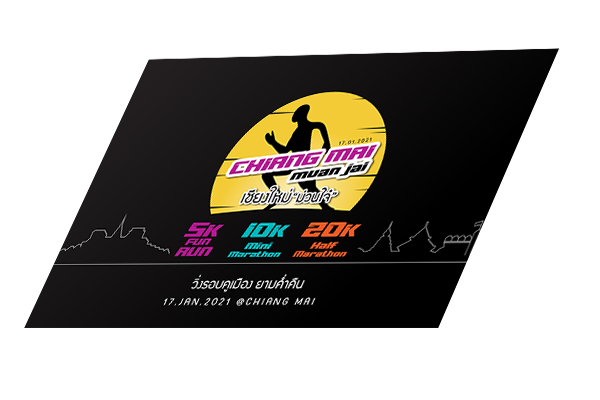 17.01.2021
CHIANG MAI
muan jai
เชียงใหม่ "ม่วนใจ๋"
5K 10K 20K
FUN Mini Half
RUN Marathon Marathon
วิ่งรอบคูเมือง ยามค่ำคืน
17.JAN.2021 @CHIANG MAI